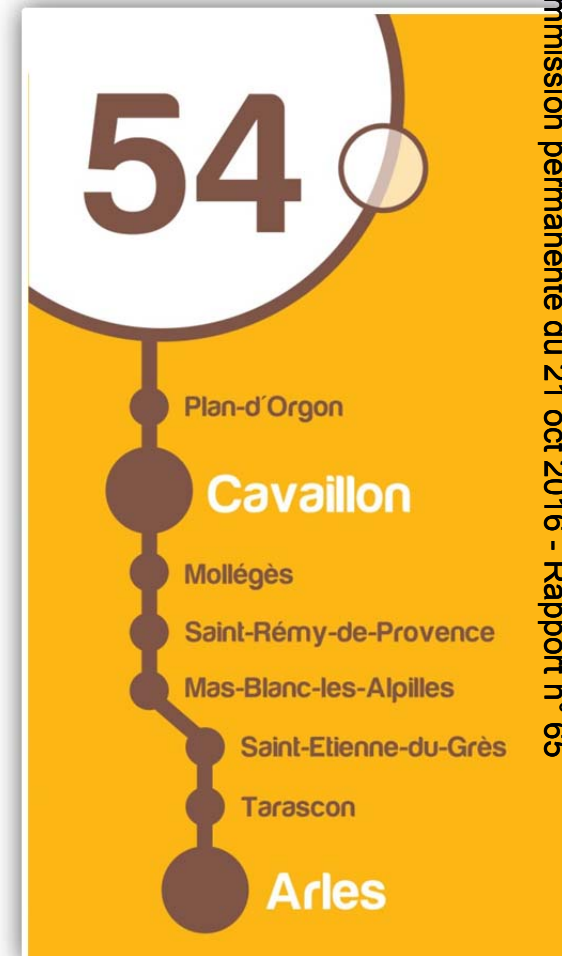 54
Plan-d´Orgon
Cavaillon
Mollégès
Saint-Rémy-de-Provence
Mas-Blanc-les-Alpilles
Saint-Etienne-du-Grès
Tarascon
Arles
permanente du 21 oct 2016 - Rapport n° 65